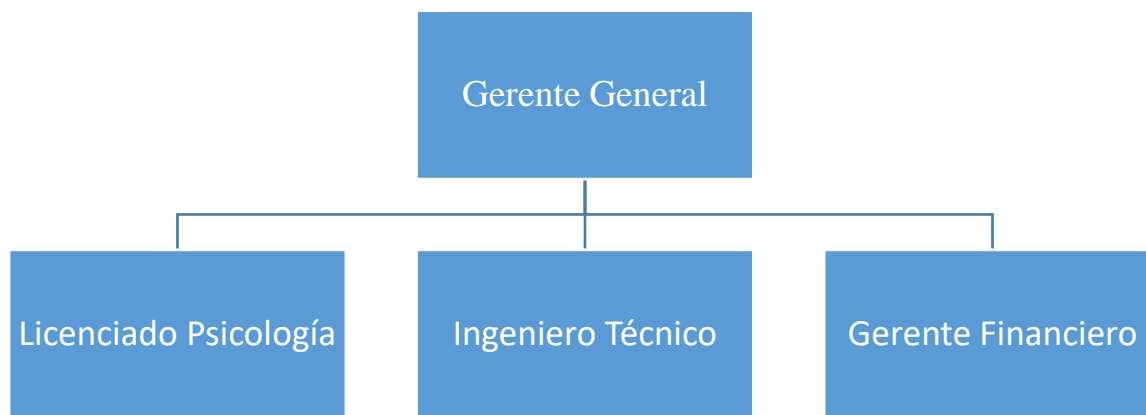 Gerente General
Licenciado Psicología
Ingeniero Técnico
Gerente Financiero